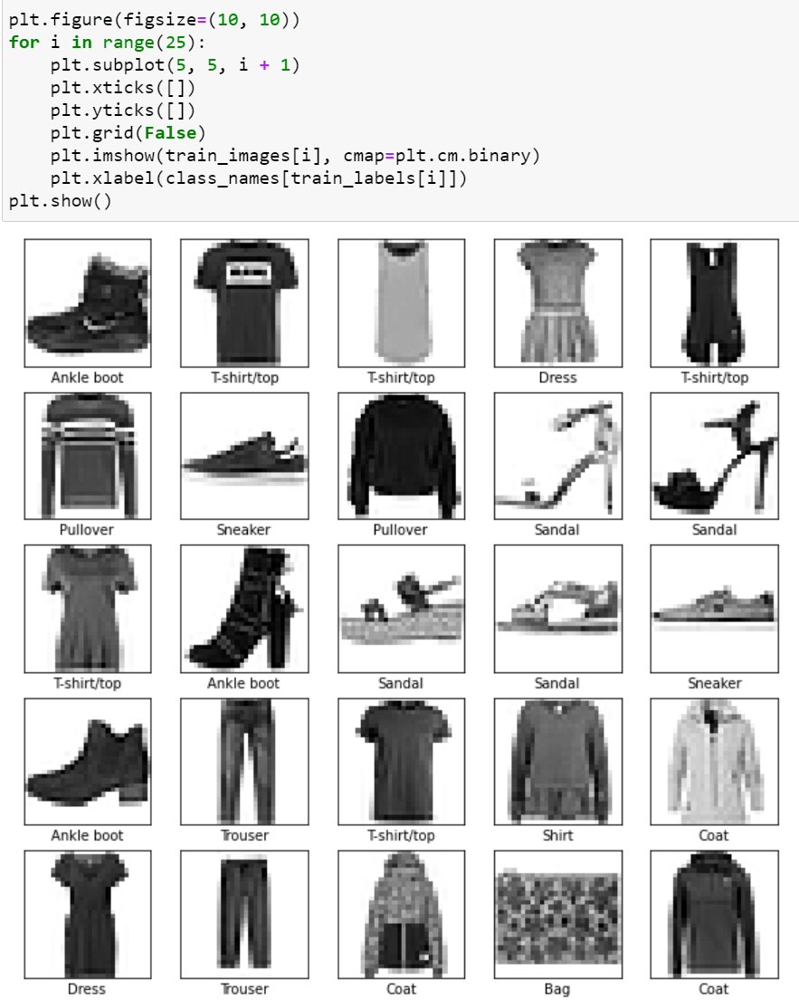 plt.figure(figsize=(10, 10))
for i in range(25):
    plt.subplot(5, 5, i + 1)
    plt.xticks([])
    plt.yticks([])
    plt.grid(False)
    plt.imshow(train_images[i], cmap=plt.cm.binary)
    plt.xlabel(class_names[train_labels[i]])
plt.show()
Ankle boot T-shirt/top T-shirt/top Dress T-shirt/top
Pullover Sneaker Pullover Sandal Sandal
T-shirt/top Ankle boot Sandal Sandal Sneaker
Ankle boot Trouser T-shirt/top Shirt Coat
Dress Trouser Coat Bag Coat